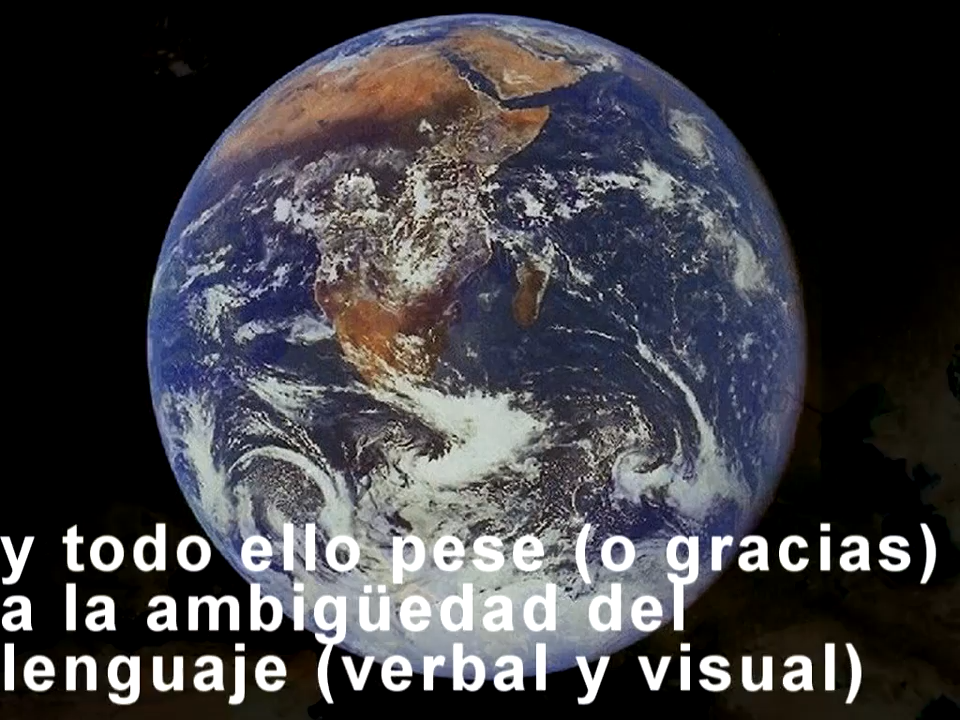 y todo ello pese (o gracias)
a la ambigüedad del
lenguaje (verbal y visual)